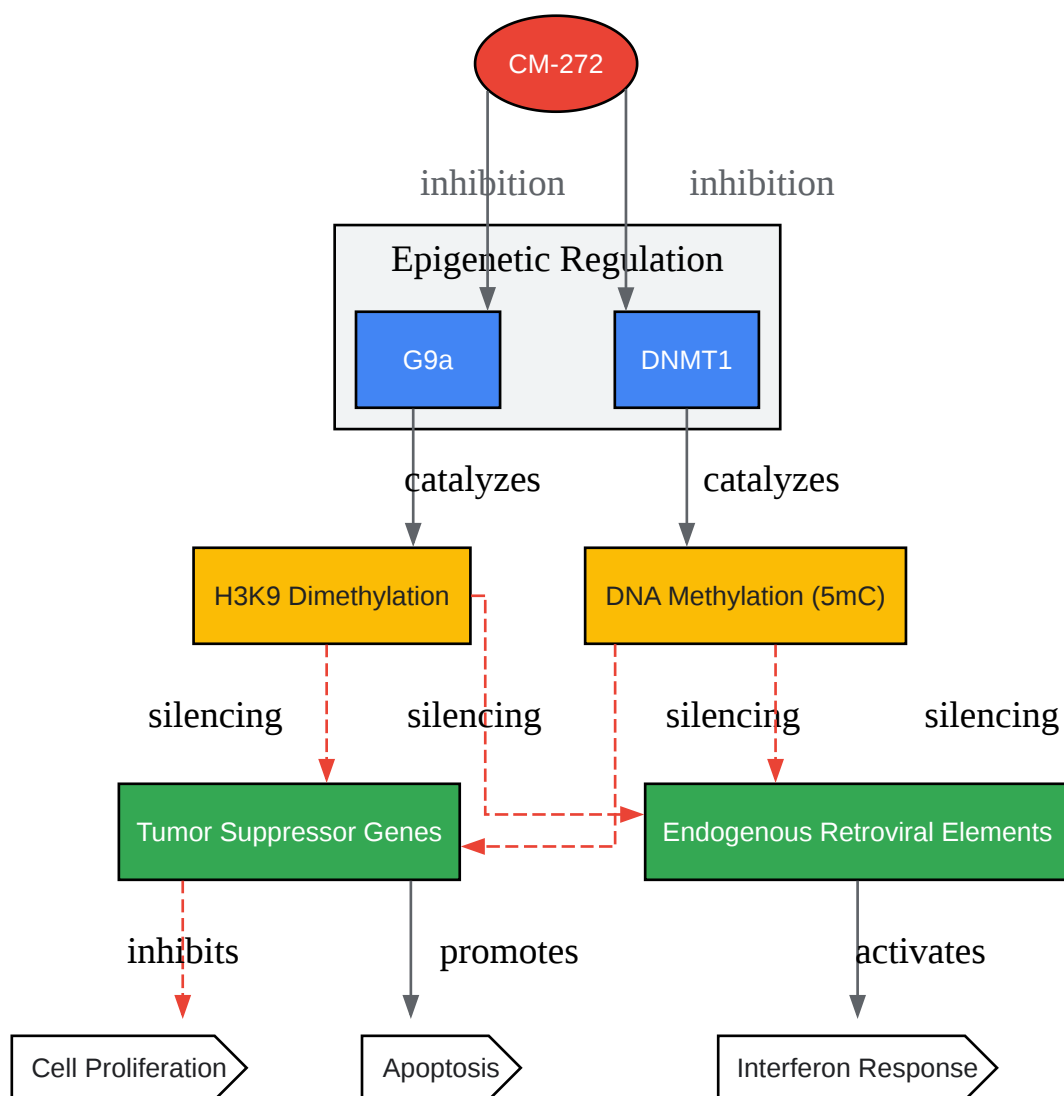 CM-272
inhibition
inhibition
Epigenetic Regulation
G9a
DNMT1
catalyzes
catalyzes
H3K9 Dimethylation
DNA Methylation (5mC)
silencing
silencing
silencing
silencing
Tumor Suppressor Genes
Endogenous Retroviral Elements
inhibits
promotes
activates
Cell Proliferation
Apoptosis
Interferon Response